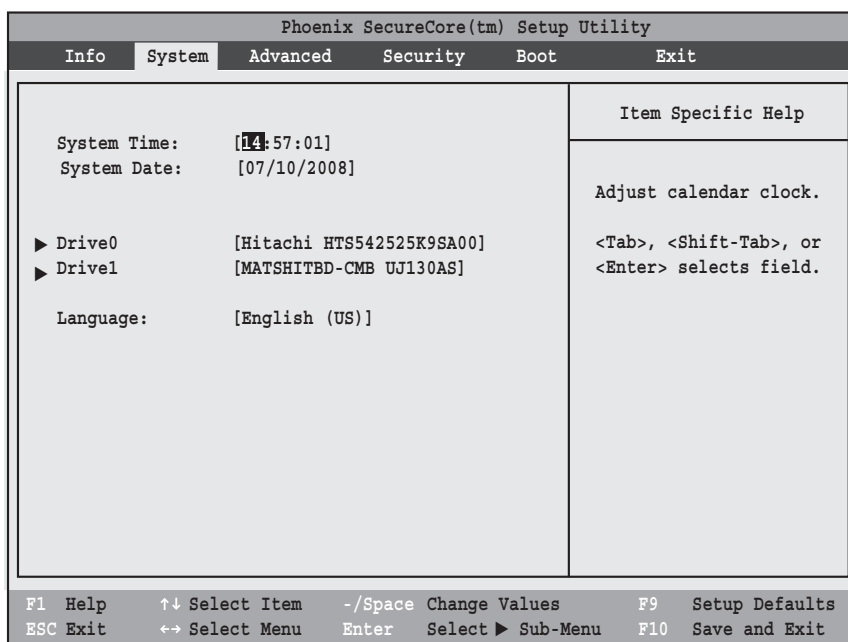 Phoenix SecureCore(tm) Setup Utility
Info System Advanced Security Boot Exit
Item Specific Help
System Time: [14:57:01]
System Date: [07/10/2008]
Adjust calendar clock.
▶ Drive0 [Hitachi HTS542525K9SA00]
<Tab>, <Shift-Tab>, or
▶ Drive1 [MATSHITBD-CMB UJ130AS]
<Enter> selects field.
Language: [English (US)]
F1 Help ↑↓ Select Item -/Space Change Values F9 Setup Defaults
ESC Exit ←→ Select Menu Enter Select ▶ Sub-Menu F10 Save and Exit